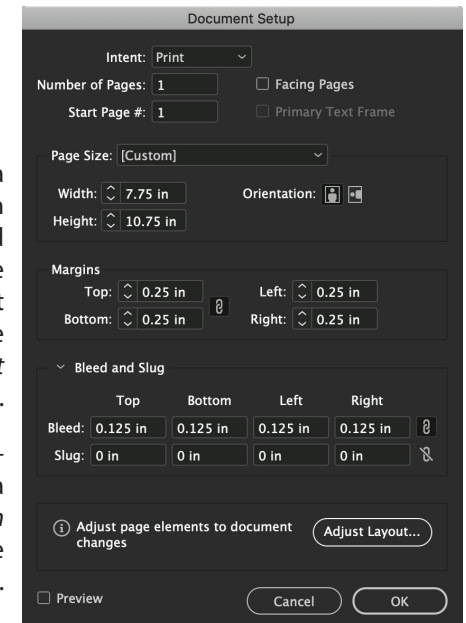 Document Setup
Intent: Print
Number of Pages: 1 Facing Pages
Start Page #: 1 Primary Text Frame
Page Size: [Custom]
Width: 7.75 in Orientation:
Height: 10.75 in
Margins
Top: 0.25 in Left: 0.25 in
Bottom: 0.25 in Right: 0.25 in
Bleed and Slug
Top Bottom Left Right
Bleed: 0.125 in 0.125 in 0.125 in 0.125 in
Slug: 0 in 0 in 0 in 0 in
Adjust page elements to document changes Adjust Layout...
Preview Cancel OK